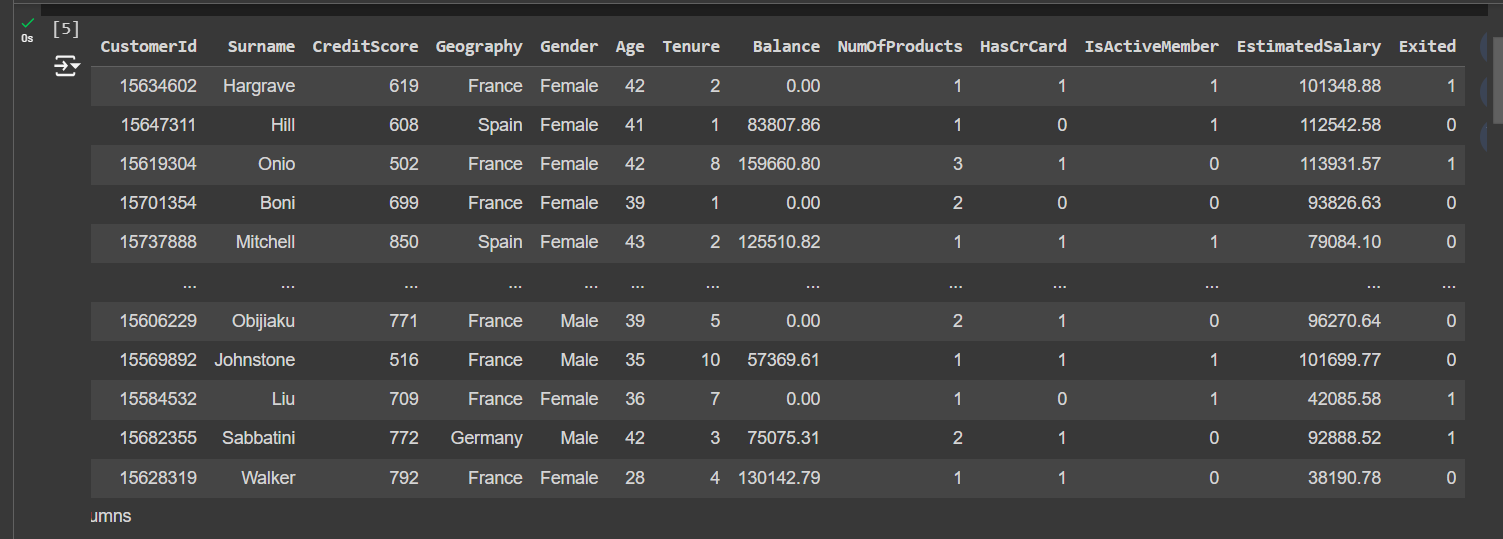 [5]
0s
CustomerId Surname CreditScore Geography Gender Age Tenure Balance NumOfProducts HasCrCard IsActiveMember EstimatedSalary Exited
15634602 Hargrave 619 France Female 42 2 0.00 1 1 1 101348.88 1
15647311 Hill 608 Spain Female 41 1 83807.86 1 0 1 112542.58 0
15619304 Onio 502 France Female 42 8 159660.80 3 1 0 113931.57 1
15701354 Boni 699 France Female 39 1 0.00 2 0 0 93826.63 0
15737888 Mitchell 850 Spain Female 43 2 125510.82 1 1 1 79084.10 0
... ... ... ... ... ... ... ... ... ... ... ... ...
15606229 Obijiaku 771 France Male 39 5 0.00 2 1 0 96270.64 0
15569892 Johnstone 516 France Male 35 10 57369.61 1 1 1 101699.77 0
15584532 Liu 709 France Female 36 7 0.00 1 0 1 42085.58 1
15682355 Sabbatini 772 Germany Male 42 3 75075.31 2 1 0 92888.52 1
15628319 Walker 792 France Female 28 4 130142.79 1 1 0 38190.78 0
umns